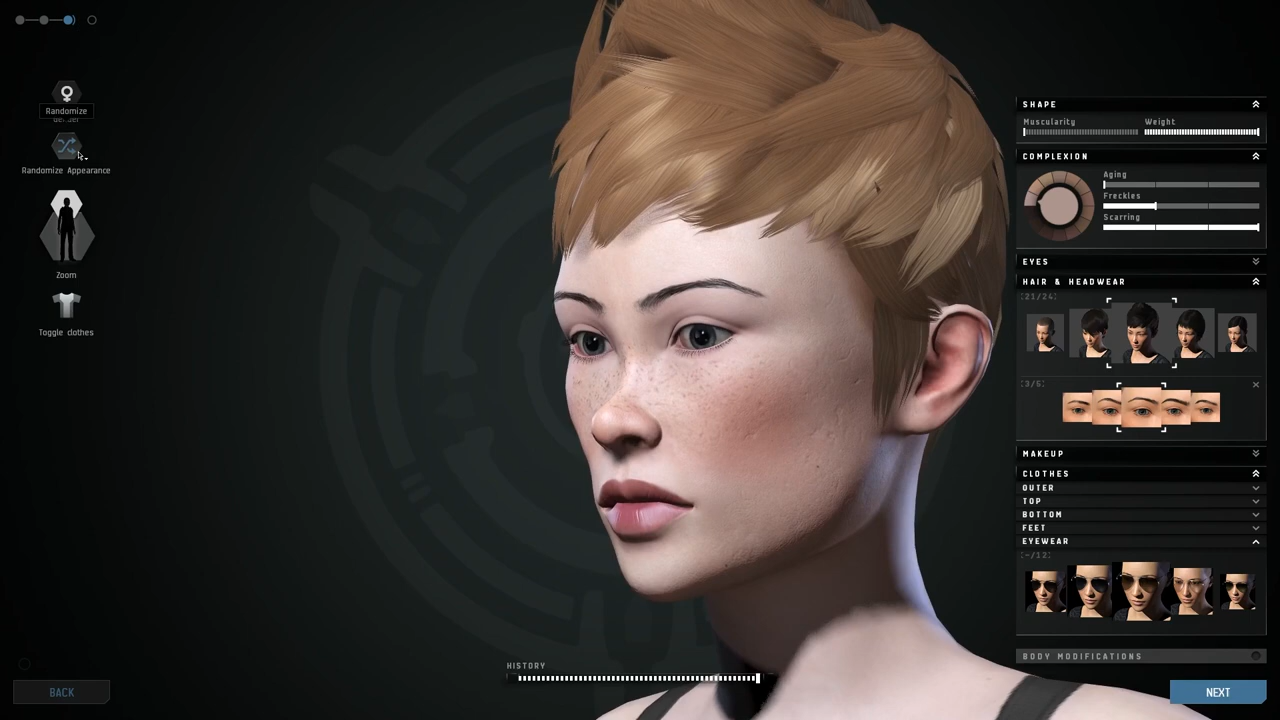 Randomize
Gender
Randomize Appearance
Zoom
Toggle clothes
BACK
HISTORY
SHAPE
Muscularity Weight
COMPLEXION
Aging
Freckles
Scarring
EYES
HAIR & HEADWEAR
[21/24]
[3/5]
MAKEUP
CLOTHES
OUTER
TOP
BOTTOM
FEET
EYEWEAR
[-/12]
BODY MODIFICATIONS
NEXT